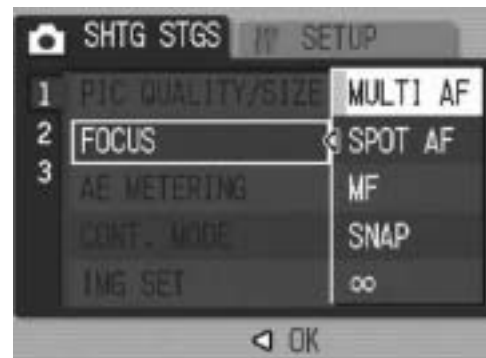 SHTG STGS SETUP
1 PIC QUALITY/SIZE MULTI AF
2 FOCUS SPOT AF
3 AE METERING MF
CONT. MODE SNAP
IMG SET ∞
OK